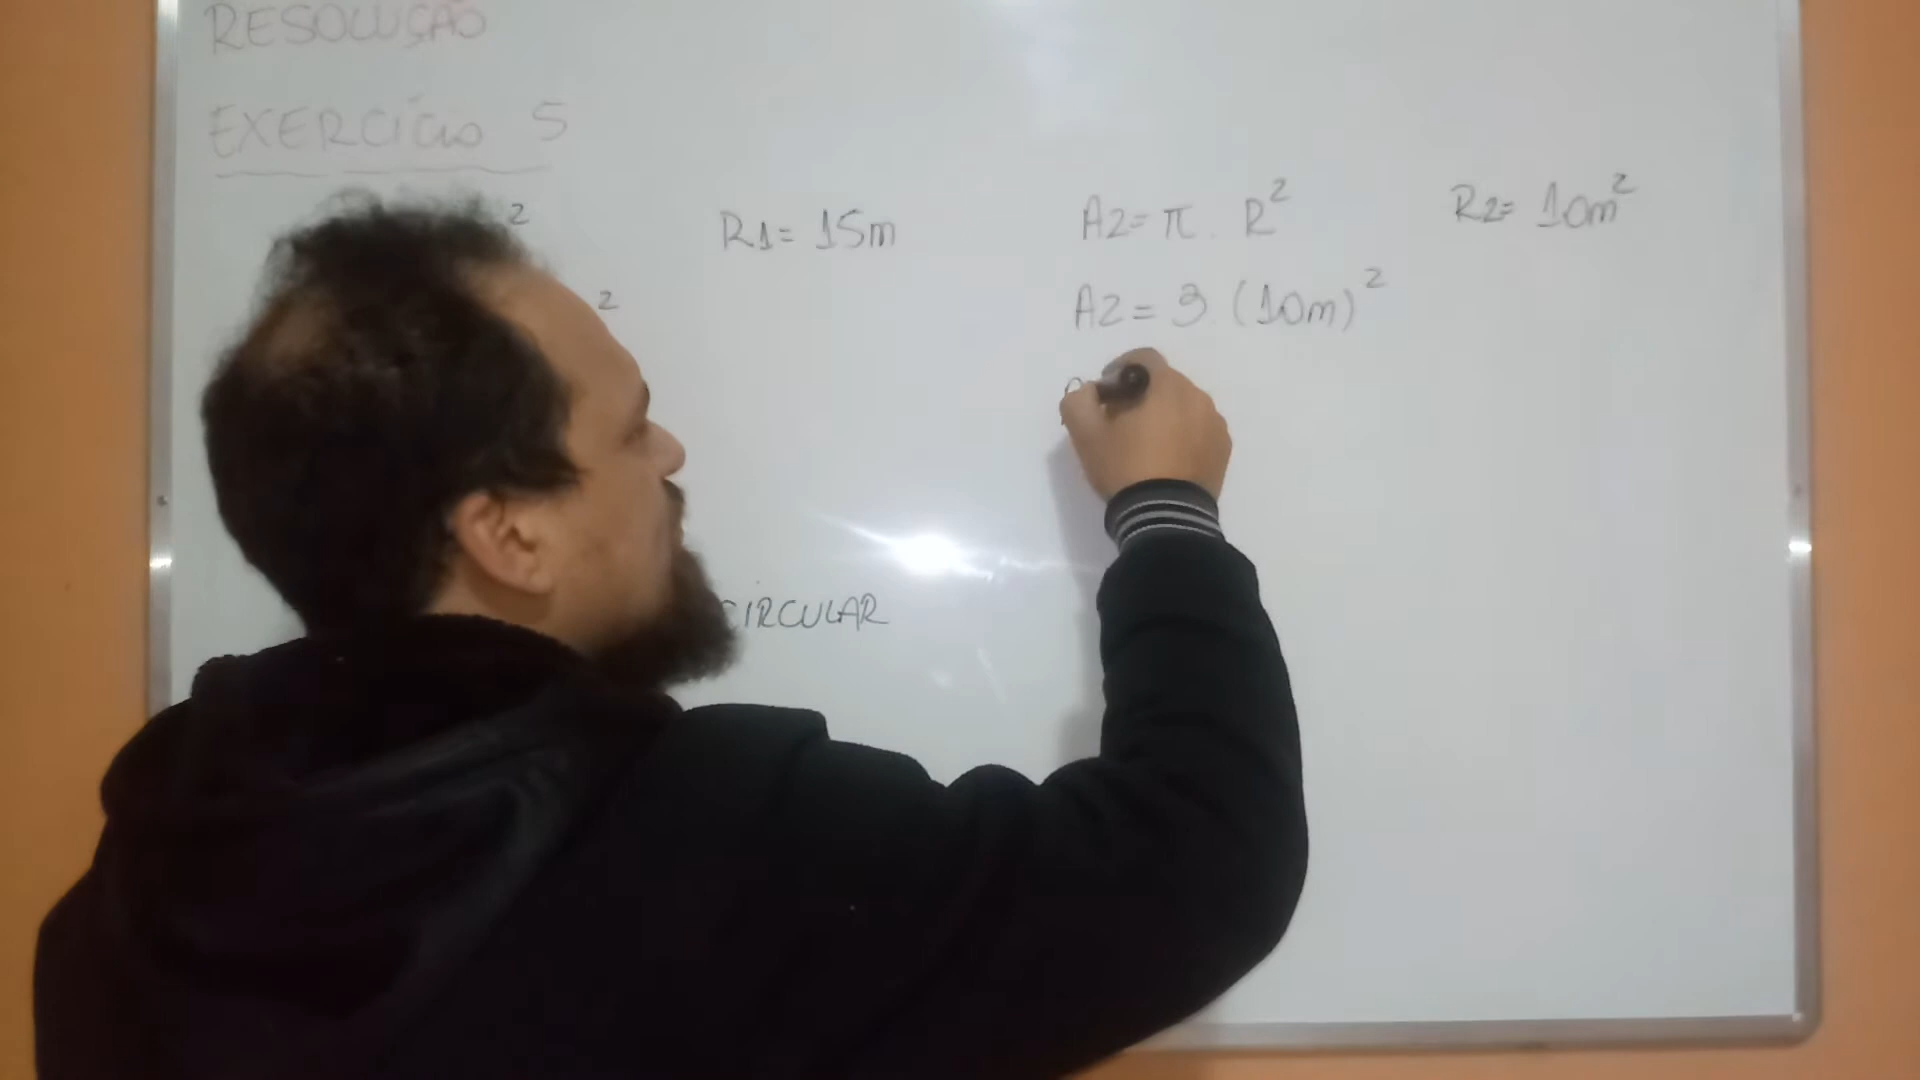 RESOLUÇÃO
EXERCÍCIO 5
2
2
R1= 15m
CIRCULAR
A2= π . R²
A2= 3 (10m)²
R2= 10m²